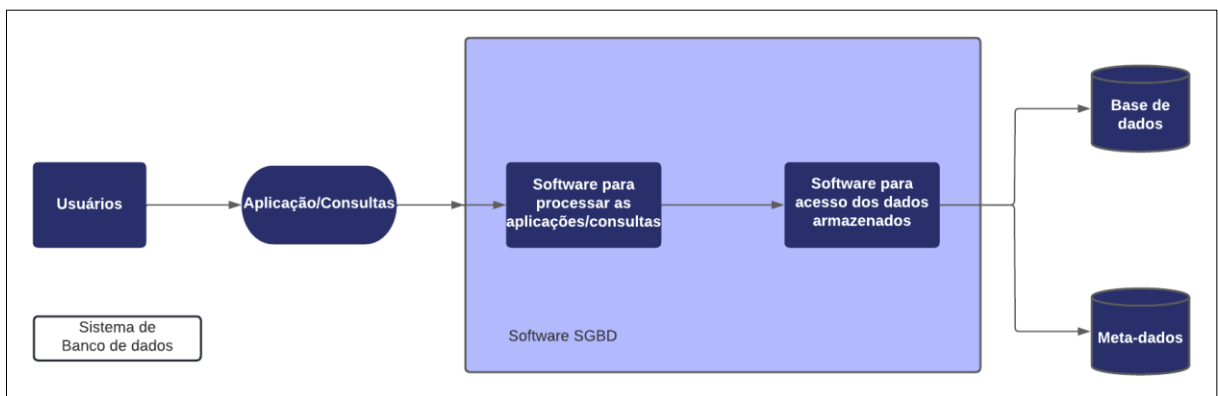 Usuários
Aplicação/Consultas
Software para
processar as
aplicações/consultas
Software para
acesso dos dados
armazenados
Base de
dados
Meta-dados
Software SGBD
Sistema de
Banco de dados